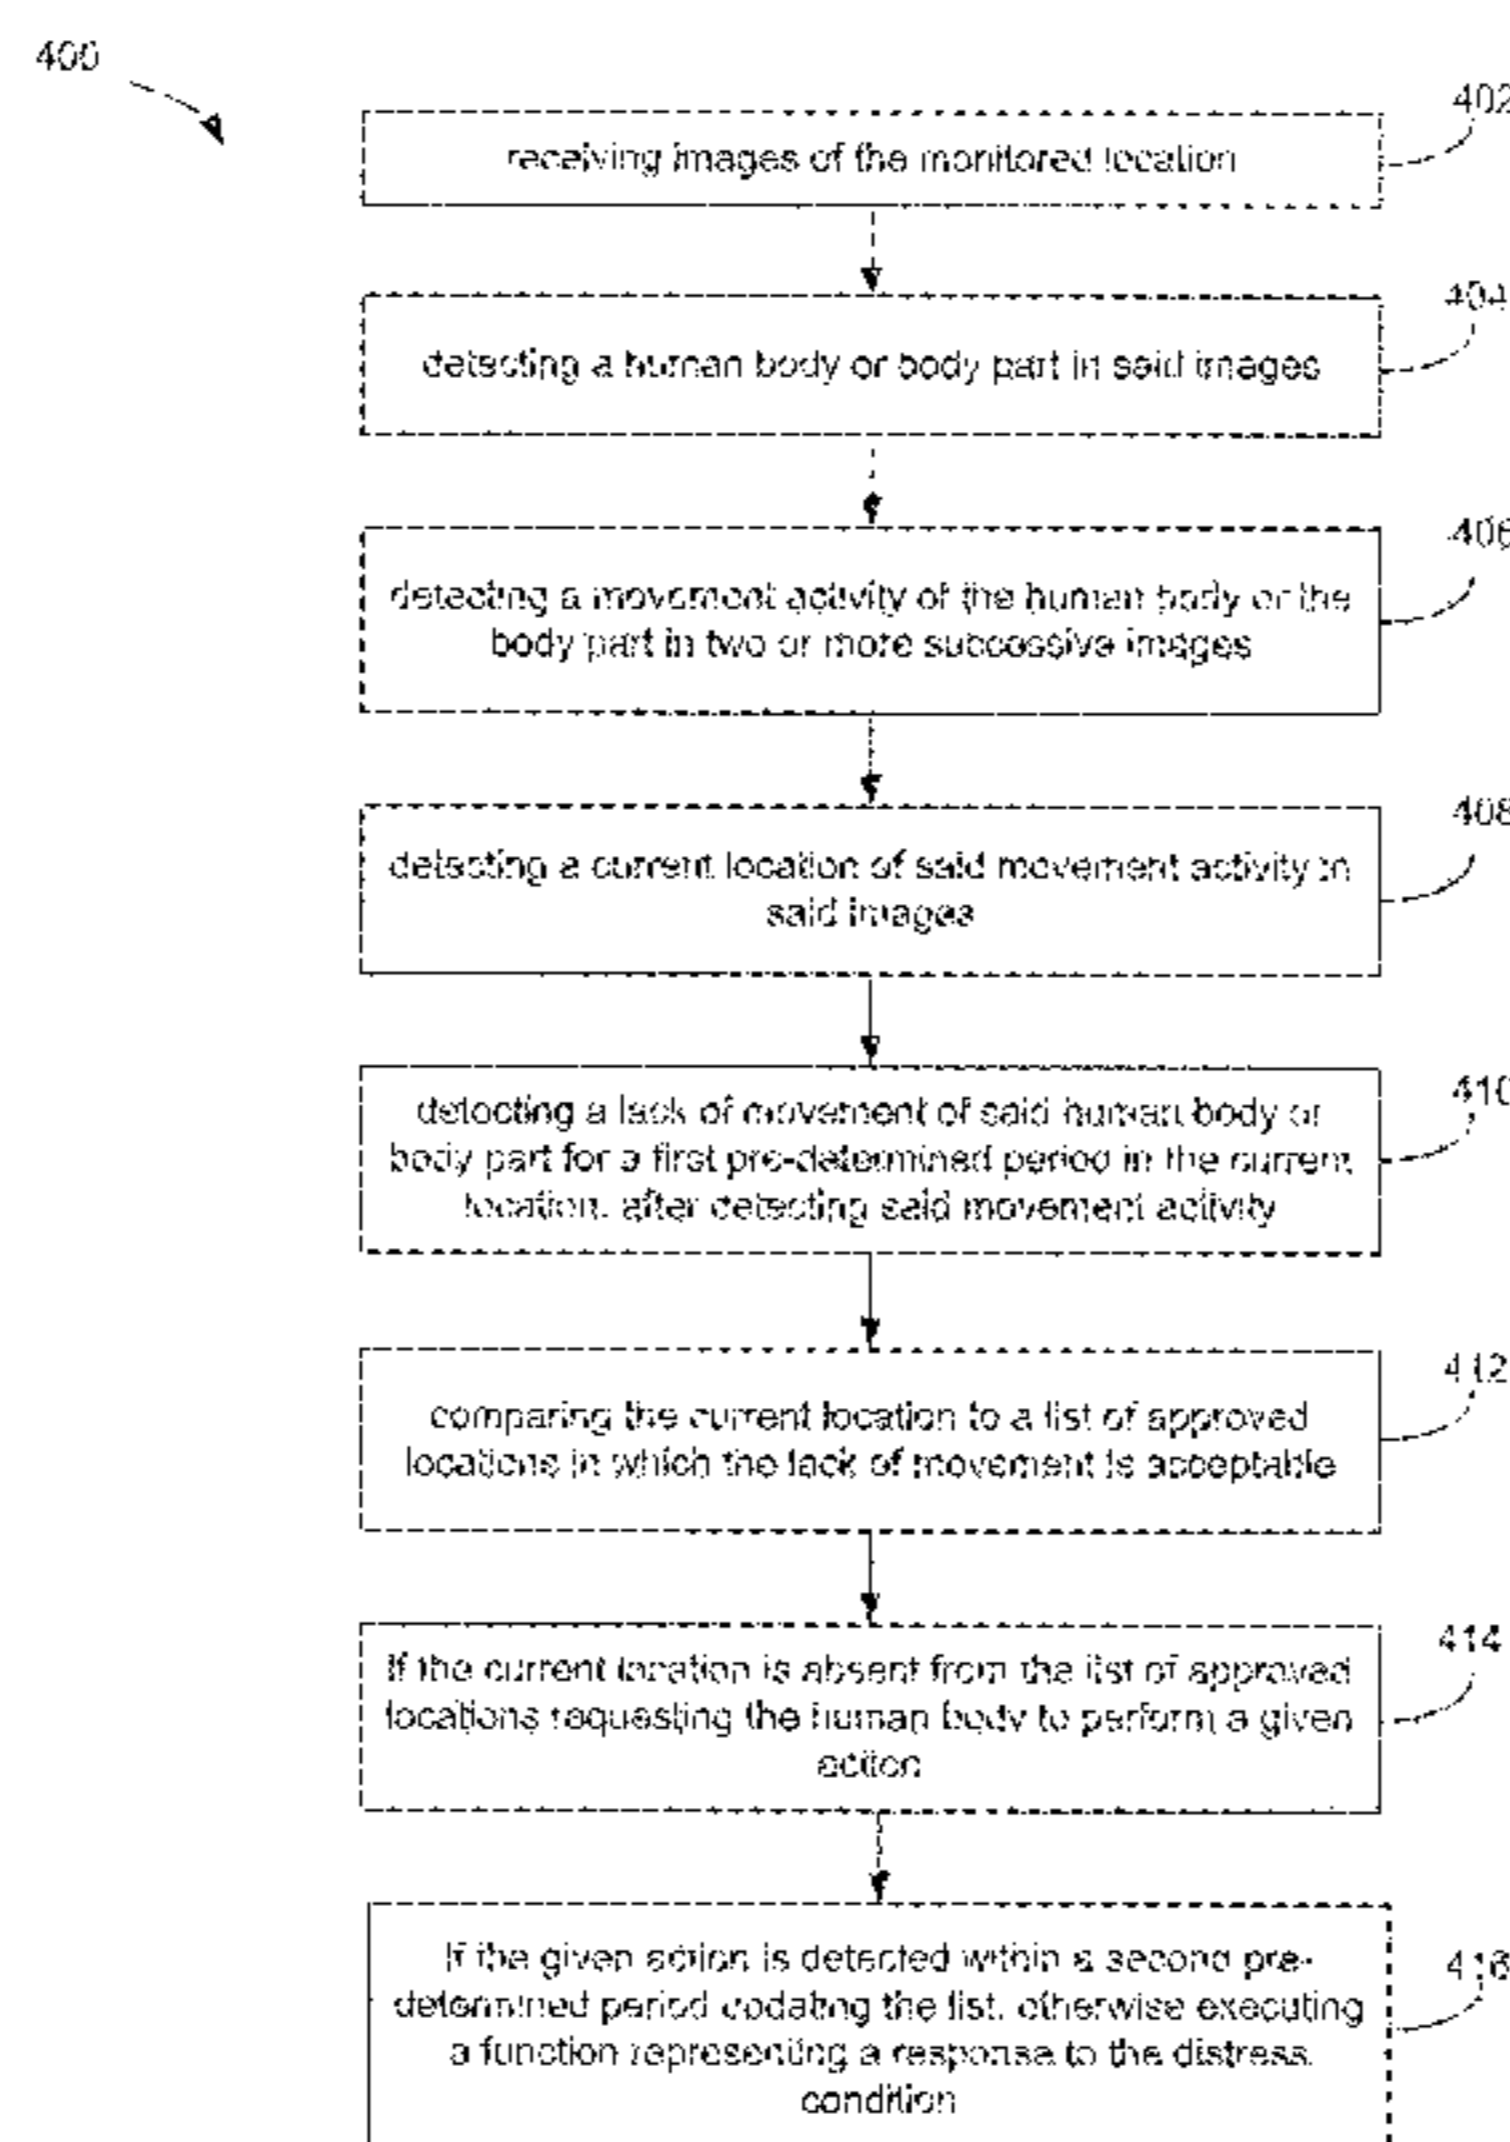 400
402
receiving images of the monitored location
404
detecting a human body or body part in said images
406
detecting a movement activity of the human body or the
body part in two or more successive images
408
detecting a current location of said movement activity in
said images
410
detecting a lack of movement of said human body or
body part for a first pre-determined period in the current
location, after detecting said movement activity
412
comparing the current location to a list of approved
locations in which the lack of movement is acceptable
414
If the current location is absent from the list of approved
locations requesting the human body to perform a given
action
416
If the given action is detected within a second pre-
determined period updating the list, otherwise executing
a function representing a response to the distress
condition